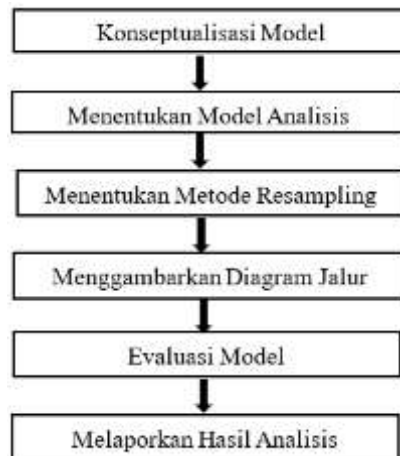 Konseptualisasi Model
Menentukan Model Analisis
Menentukan Metode Resampling
Menggambarkan Diagram Jalur
Evaluasi Model
Melaporkan Hasil Analisis